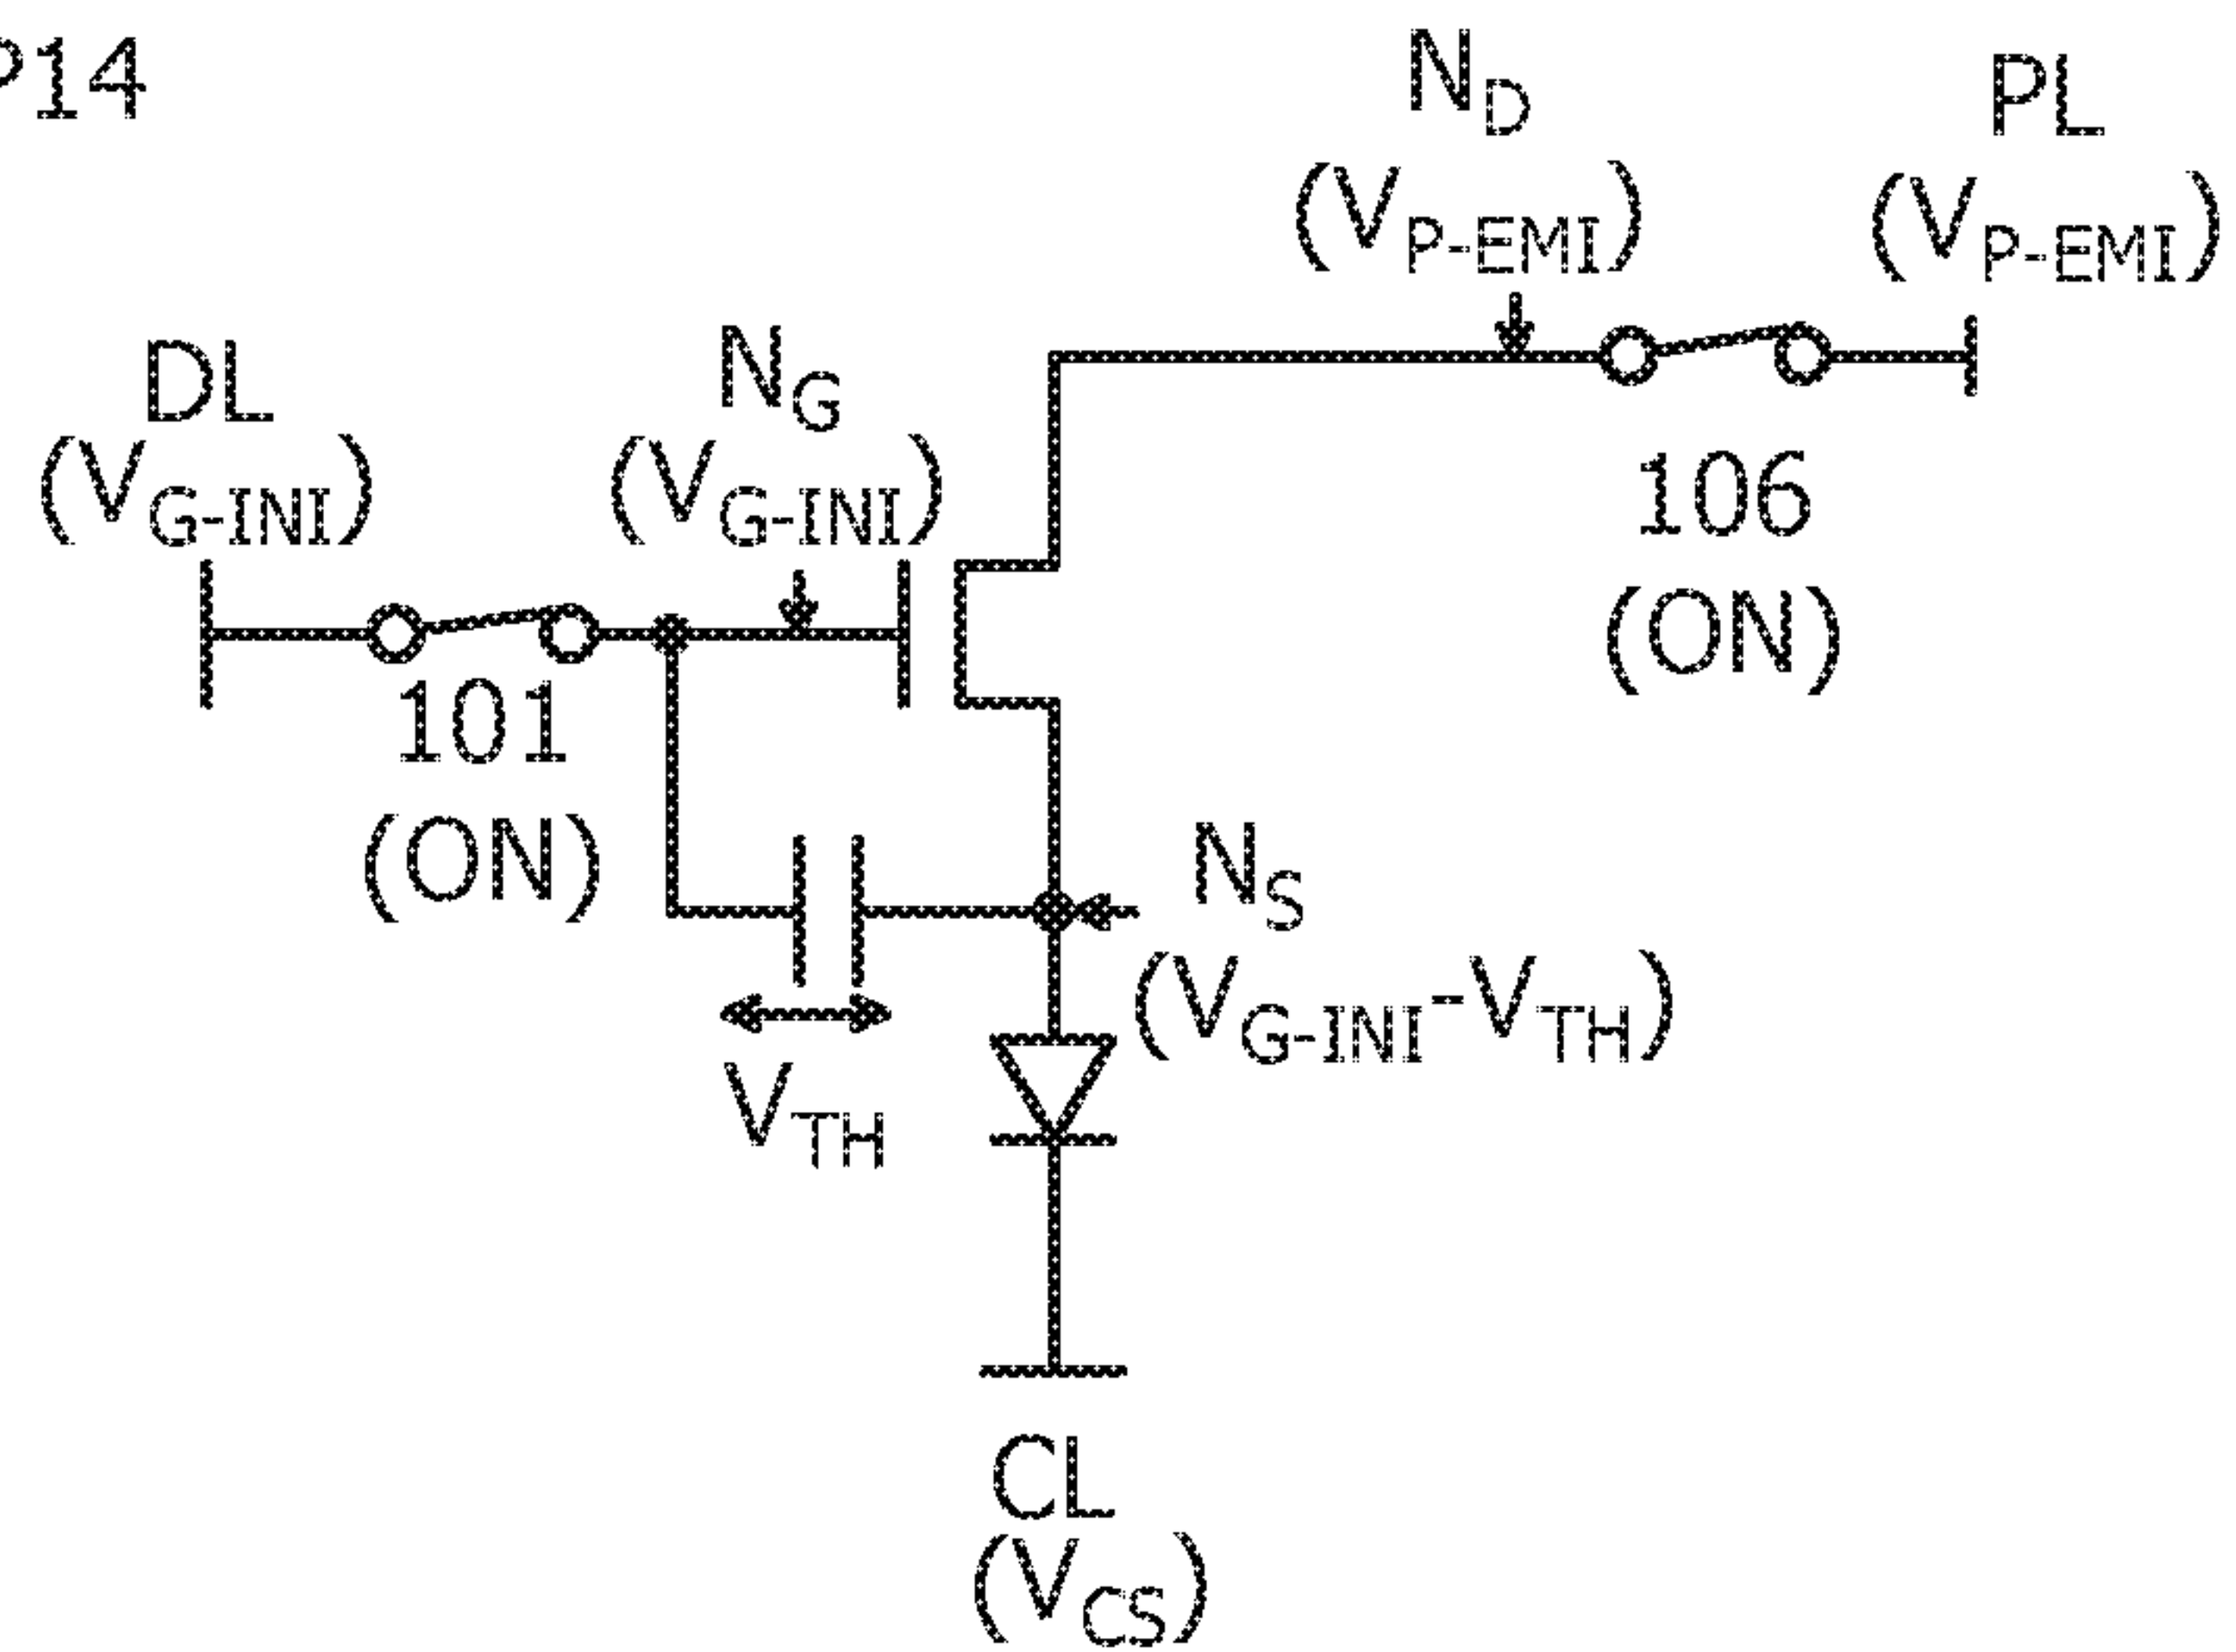 P14
N_D
(V_P-EMI)
PL
(V_P-EMI)
DL
(V_G-INI)
N_G
(V_G-INI)
106
(ON)
101
(ON)
N_S
(V_G-INI-V_TH)
V_TH
CL
(V_CS)